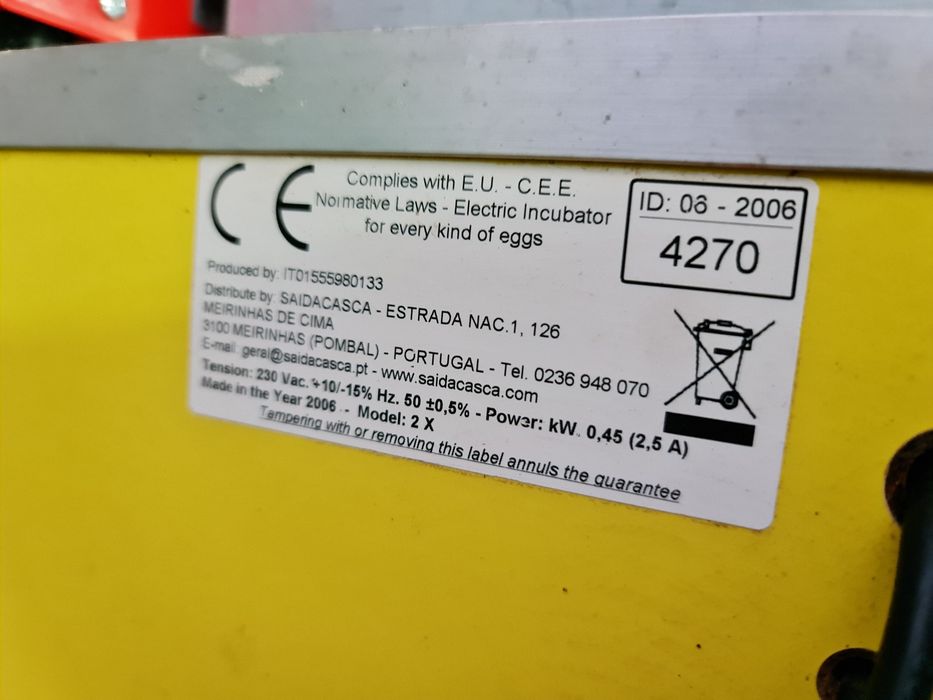 CE
Complies with E.U. - C.E.E.
Normative Laws - Electric Incubator
for every kind of eggs
ID: 06 - 2006
4270
Produced by: IT01555980133
Distribute by: SAIDACASCA - ESTRADA NAC.1, 126
MEIRINHAS DE CIMA
3100 MEIRINHAS (POMBAL) - PORTUGAL - Tel. 0236 948 070
E-mail: geral@saidacasca.pt - www.saidacasca.com
Tension: 230 Vac. +10/-15% Hz. 50 ±0,5% - Power: kW. 0,45 (2,5 A)
Made in the Year 2006 - Model: 2 X
Tampering with or removing this label annuls the quarantee